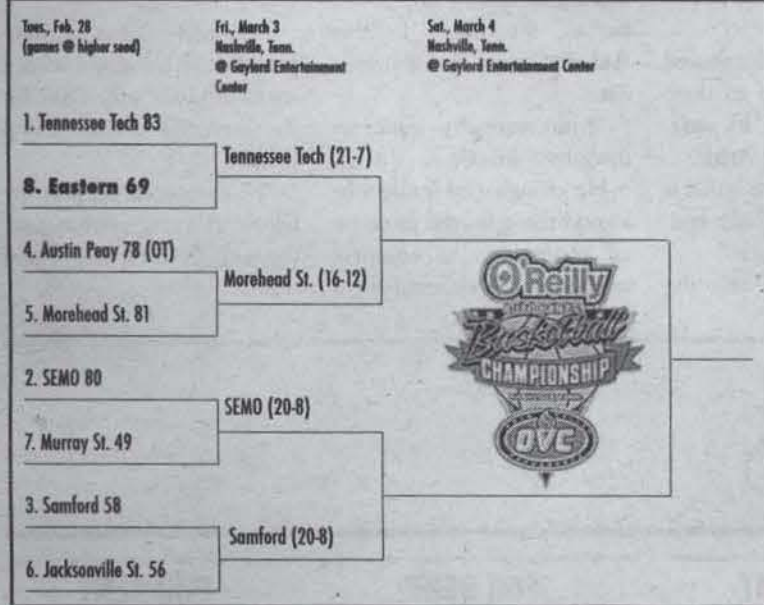 Tues., Feb. 28
(games @ higher seed)
Fri., March 3
Nashville, Tenn.
@ Gaylord Entertainment
Center
Sat., March 4
Nashville, Tenn.
@ Gaylord Entertainment Center
1. Tennessee Tech 83
8. Eastern 69
Tennessee Tech (21-7)
4. Austin Peay 78 (OT)
5. Morehead St. 81
Morehead St. (16-12)
2. SEMO 80
7. Murray St. 49
SEMO (20-8)
3. Samford 58
6. Jacksonville St. 56
Samford (20-8)
O'Reilly
Basketball
CHAMPIONSHIP
OVC